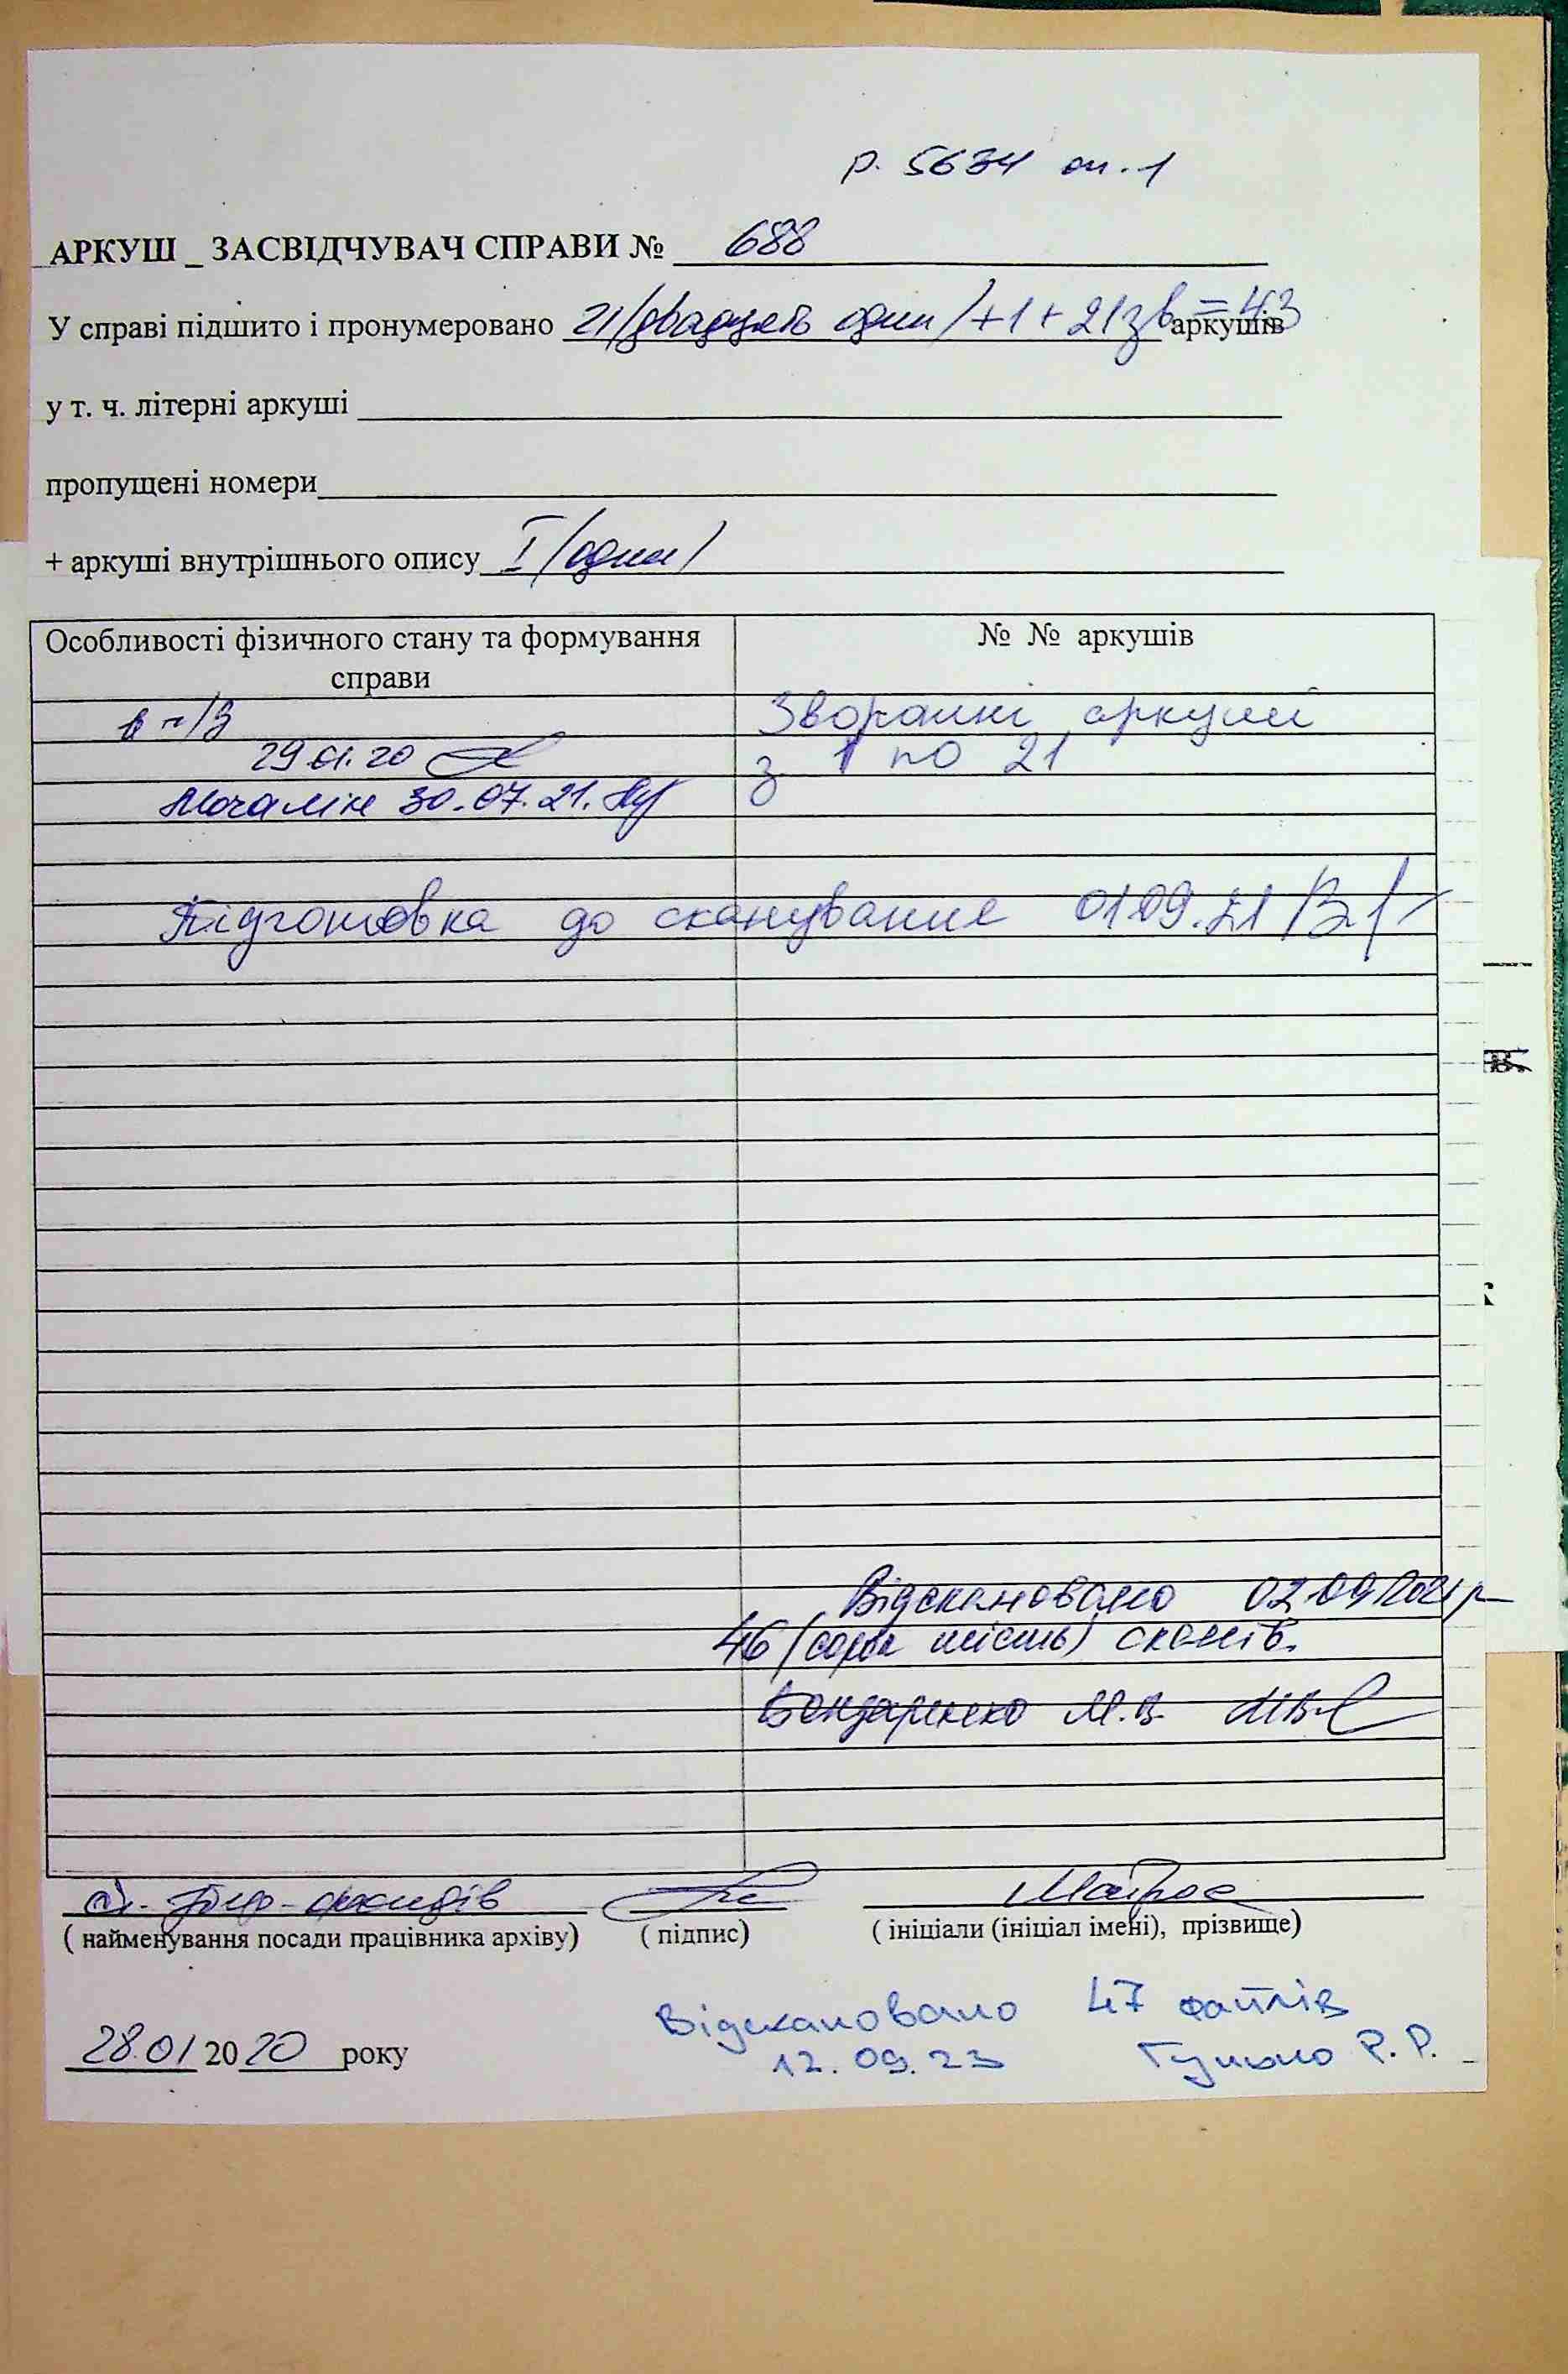 р. 5634 оп. 1
АРКУШ _ ЗАСВІДЧУВАЧ СПРАВИ № 688
У справі підшито і пронумеровано 21/двадцять один/+1+21зв=43 аркушів
у т. ч. літерні аркуші
пропущені номери
+ аркуші внутрішнього опису I/один/
Особливості фізичного стану та формування справи
№ № аркушів
в п/З
Зворотні аркуші
29.01.20
з 1 по 21
Мочалін 30.07.21.
Підготовка до сканування 01.09.21
Відскановано 02.09.2021р
46 (сорок шість) сканів.
Бондаренко М.В.
( найменування посади працівника архіву) ( підпис) ( ініціали (ініціал імені), прізвище)
Відскановано 47 файлів
28.01 2020 року
12.09.23 Р.Р.